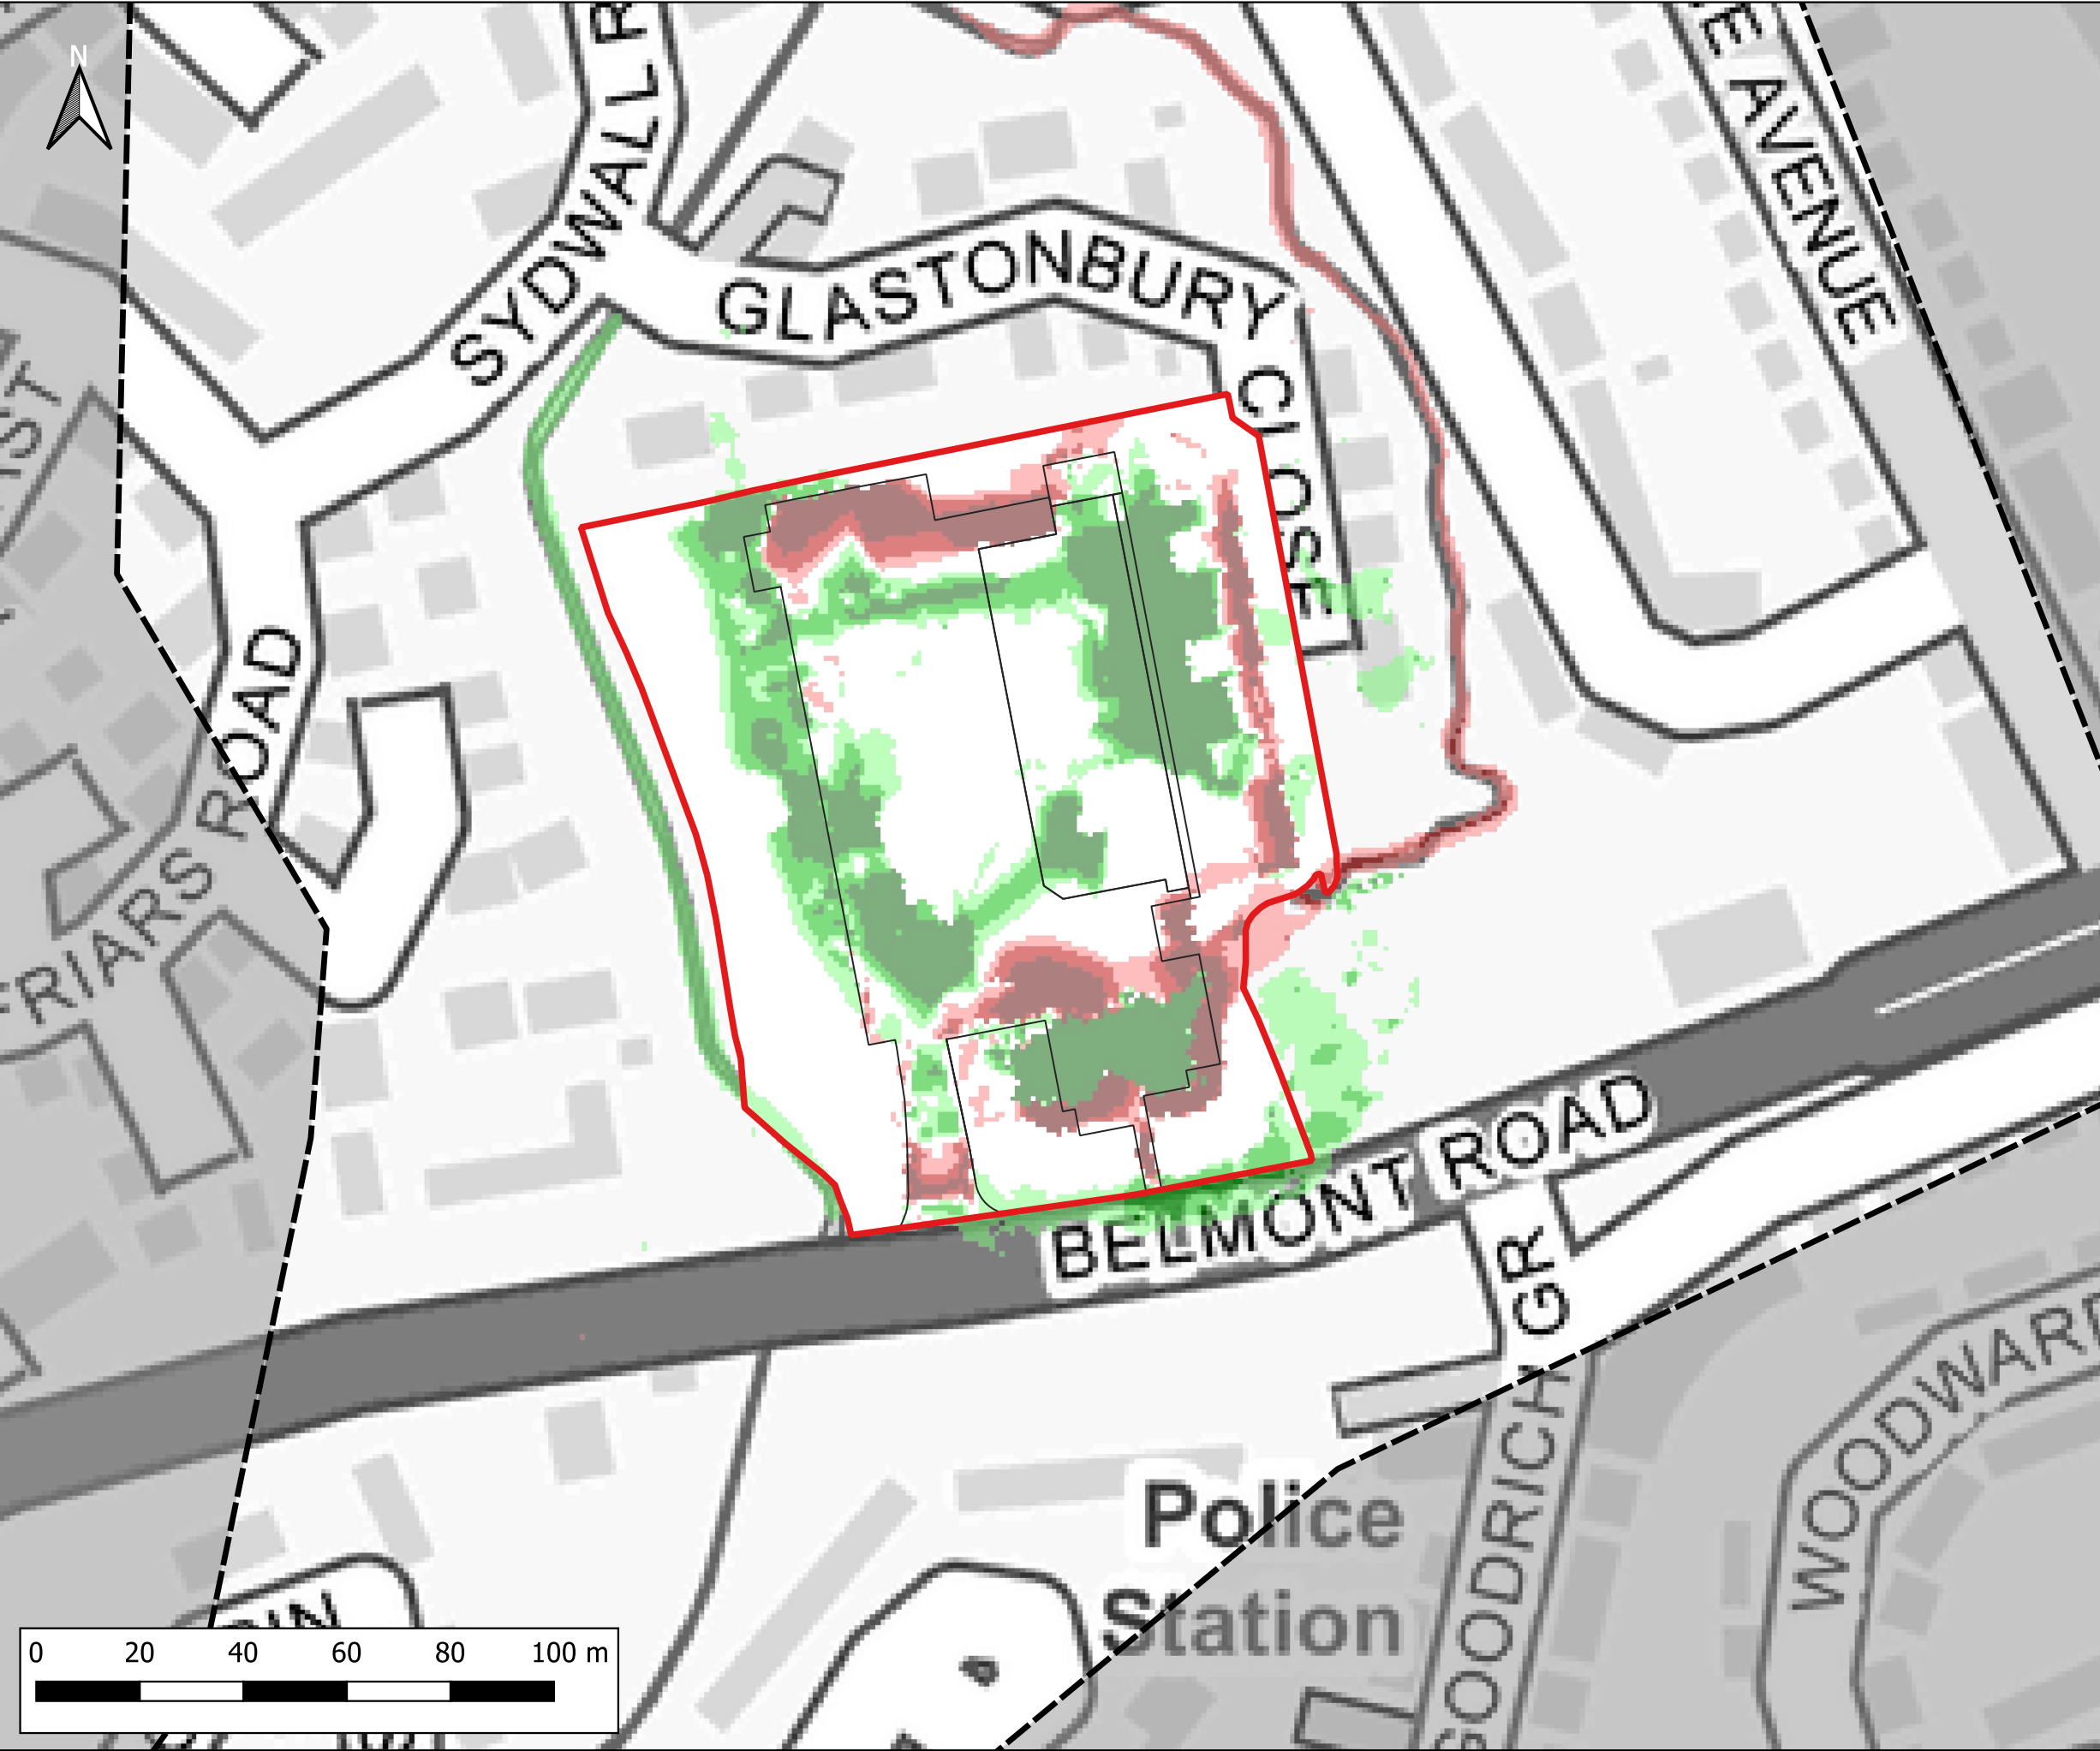 N
SYDWALL R
GLASTONBURY
CLOSE
E AVENUE
ROAD
FRIARS
BELMONT ROAD
GR
GOODRICH
WOODWARD
Police
Station
0 20 40 60 80 100 m